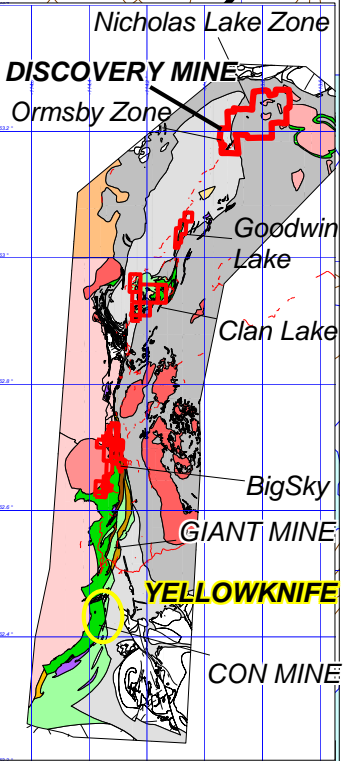 Nicholas Lake Zone
DISCOVERY MINE
Ormsby Zone
Goodwin
Lake
Clan Lake
BigSky
GIANT MINE
YELLOWKNIFE
CON MINE